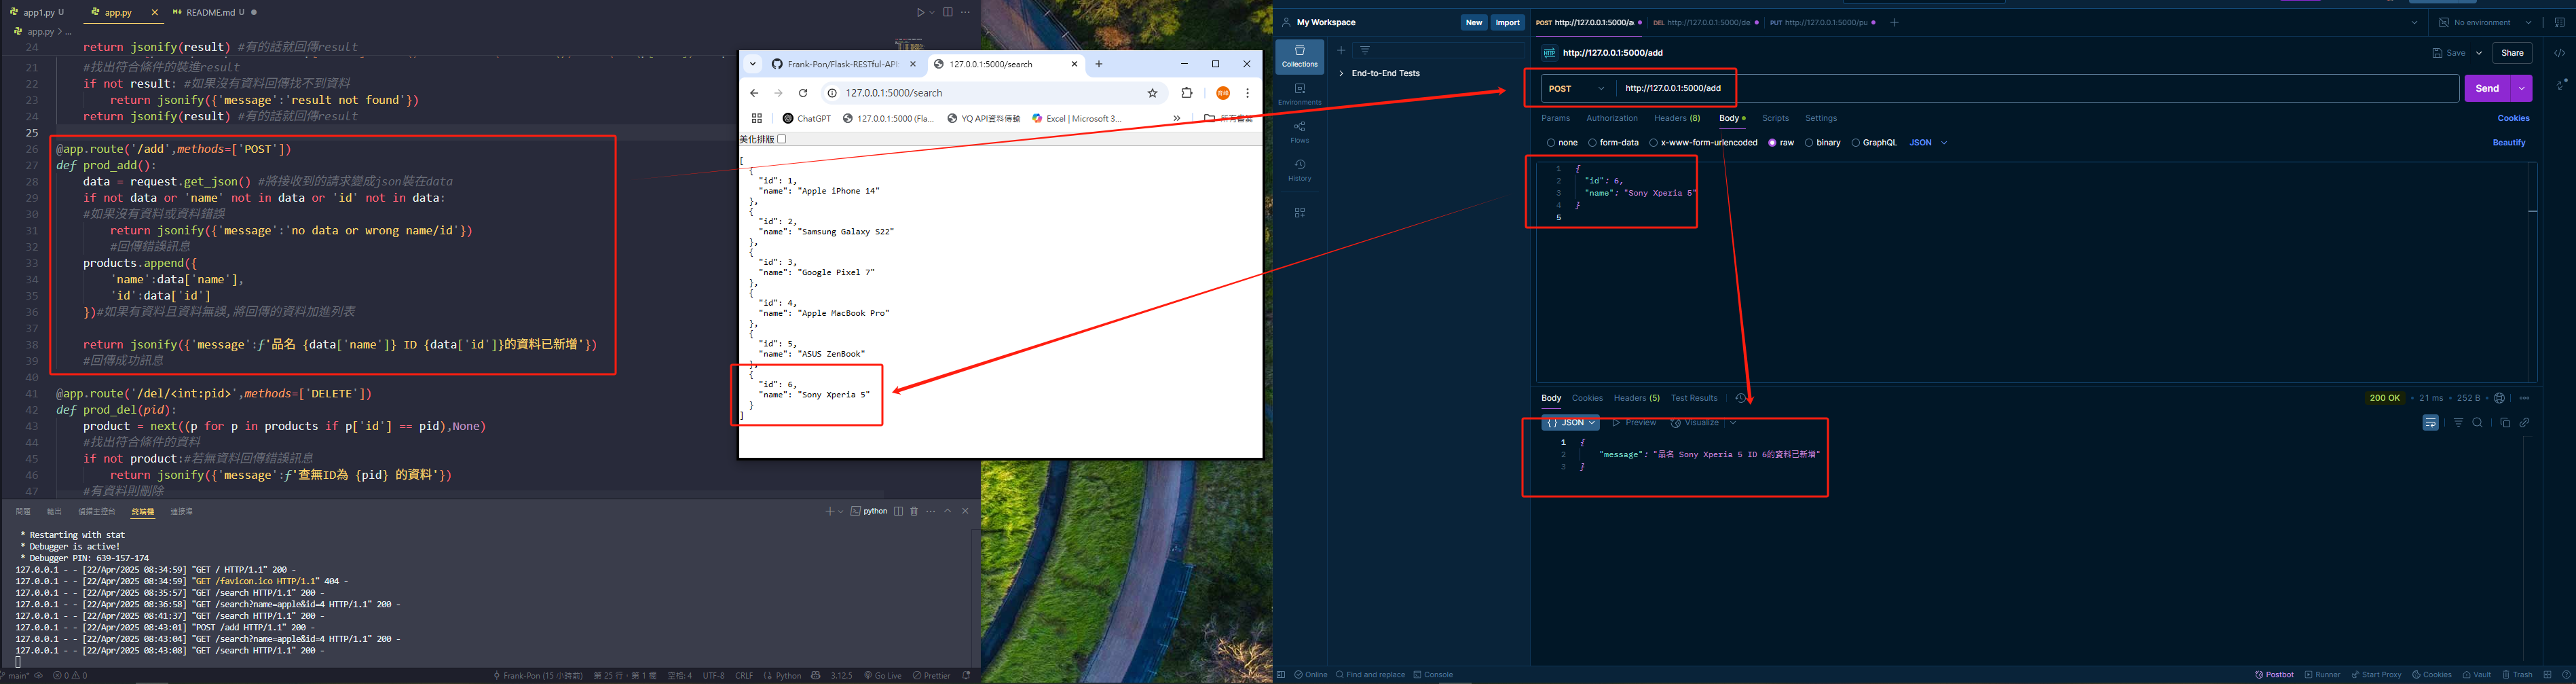 app1.py U
app.py
README.md U
app.py > ...
24 return jsonify(result) #有的話就回傳result
21 #找出符合條件的裝進result
22 if not result: #如果沒有資料回傳找不到資料
23 return jsonify({'message':'result not found'})
24 return jsonify(result) #有的話就回傳result
25
26 @app.route('/add',methods=['POST'])
27 def prod_add():
28 data = request.get_json() #將接收到的請求變成json裝在data
29 if not data or 'name' not in data or 'id' not in data:
30 #如果沒有資料或資料錯誤
31 return jsonify({'message':'no data or wrong name/id'})
32 #回傳錯誤訊息
33 products.append({
34 'name':data['name'],
35 'id':data['id']
36 })#如果有資料且資料無誤,將回傳的資料加進列表
37
38 return jsonify({'message':f'品名 {data['name']} ID {data['id']}的資料已新增'})
39 #回傳成功訊息
40
41 @app.route('/del/<int:pid>',methods=['DELETE'])
42 def prod_del(pid):
43 product = next((p for p in products if p['id'] == pid),None)
44 #找出符合條件的資料
45 if not product:#若無資料回傳錯誤訊息
46 return jsonify({'message':f'查無ID為 {pid} 的資料'})
47 #有資料則刪除
問題 輸出 偵錯主控台 終端機 連接埠
python
* Restarting with stat
* Debugger is active!
* Debugger PIN: 639-157-174
127.0.0.1 - - [22/Apr/2025 08:34:59] "GET / HTTP/1.1" 200 -
127.0.0.1 - - [22/Apr/2025 08:34:59] "GET /favicon.ico HTTP/1.1" 404 -
127.0.0.1 - - [22/Apr/2025 08:35:57] "GET /search HTTP/1.1" 200 -
127.0.0.1 - - [22/Apr/2025 08:36:58] "GET /search?name=apple&id=4 HTTP/1.1" 200 -
127.0.0.1 - - [22/Apr/2025 08:41:37] "GET /search HTTP/1.1" 200 -
127.0.0.1 - - [22/Apr/2025 08:43:01] "POST /add HTTP/1.1" 200 -
127.0.0.1 - - [22/Apr/2025 08:43:04] "GET /search?name=apple&id=4 HTTP/1.1" 200 -
127.0.0.1 - - [22/Apr/2025 08:43:08] "GET /search HTTP/1.1" 200 -
main* 0 0 Frank-Pon (15 小時前) 第 25 行，第 1 欄 空格: 4 UTF-8 CRLF Python 3.12.5 Go Live Prettier
Frank-Pon/Flask-RESTful-API
127.0.0.1:5000/search
127.0.0.1:5000/search
ChatGPT 127.0.0.1:5000 (Fla... YQ API資料傳輸 Excel | Microsoft 3... » 所有書籤
美化排版
[
{
"id": 1,
"name": "Apple iPhone 14"
},
{
"id": 2,
"name": "Samsung Galaxy S22"
},
{
"id": 3,
"name": "Google Pixel 7"
},
{
"id": 4,
"name": "Apple MacBook Pro"
},
{
"id": 5,
"name": "ASUS ZenBook"
},
{
"id": 6,
"name": "Sony Xperia 5"
}
]
My Workspace New Import
Collections
Environments
Flows
History
End-to-End Tests
POST http://127.0.0.1:5000/a DEL http://127.0.0.1:5000/de PUT http://127.0.0.1:5000/pu No environment
http://127.0.0.1:5000/add Save Share
POST http://127.0.0.1:5000/add Send
Params Authorization Headers (8) Body Scripts Settings Cookies
none form-data x-www-form-urlencoded raw binary GraphQL JSON Beautify
1 {
2 "id": 6,
3 "name": "Sony Xperia 5"
4 }
5
Body Cookies Headers (5) Test Results 200 OK 21 ms 252 B
{ } JSON Preview Visualize
1 {
2 "message": "品名 Sony Xperia 5 ID 6的資料已新增"
3 }
Online Find and replace Console Postbot Runner Start Proxy Cookies Vault Trash